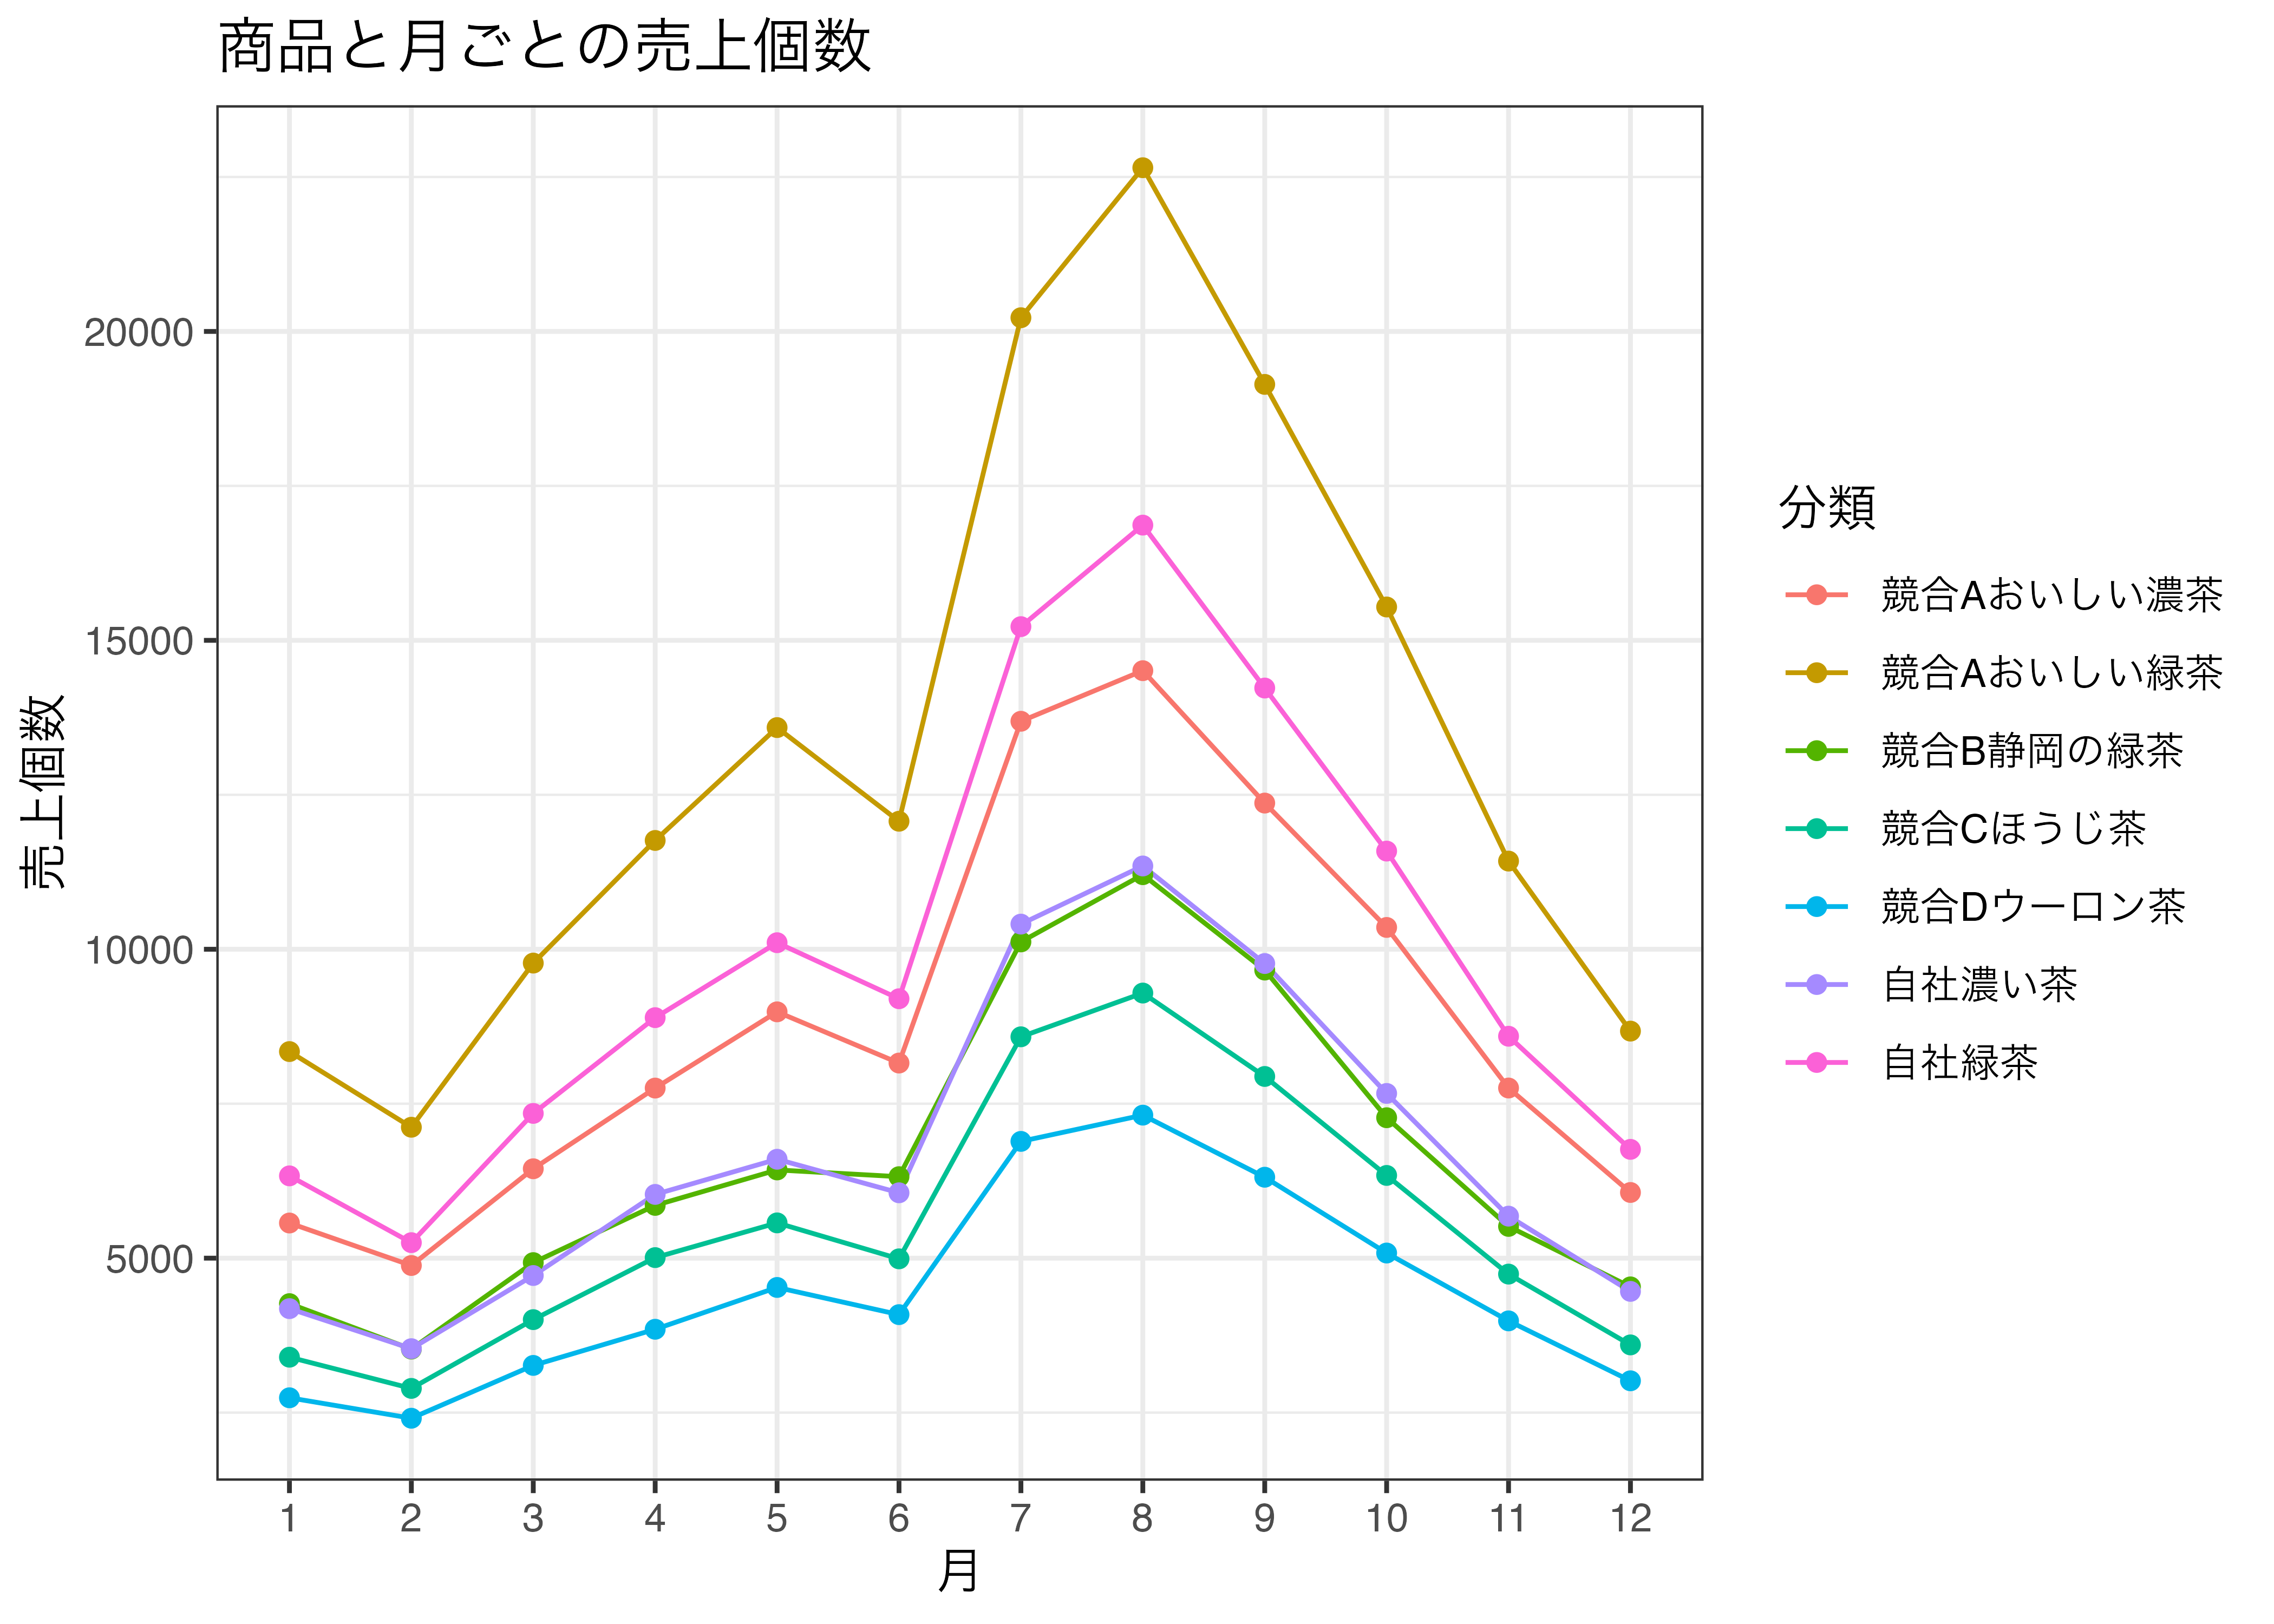 商品と月ごとの売上個数
売上個数
20000
15000
10000
5000
1 2 3 4 5 6 7 8 9 10 11 12
月
分類
競合Aおいしい濃茶
競合Aおいしい緑茶
競合B静岡の緑茶
競合Cほうじ茶
競合Dウーロン茶
自社濃い茶
自社緑茶